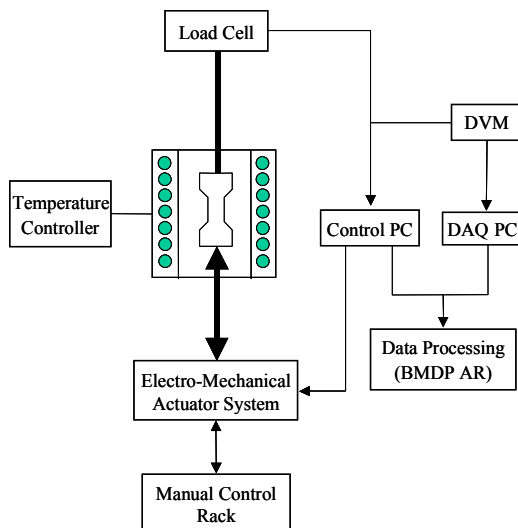 Load Cell
DVM
Temperature
Controller
Control PC
DAQ PC
Data Processing
(BMDP AR)
Electro-Mechanical
Actuator System
Manual Control
Rack